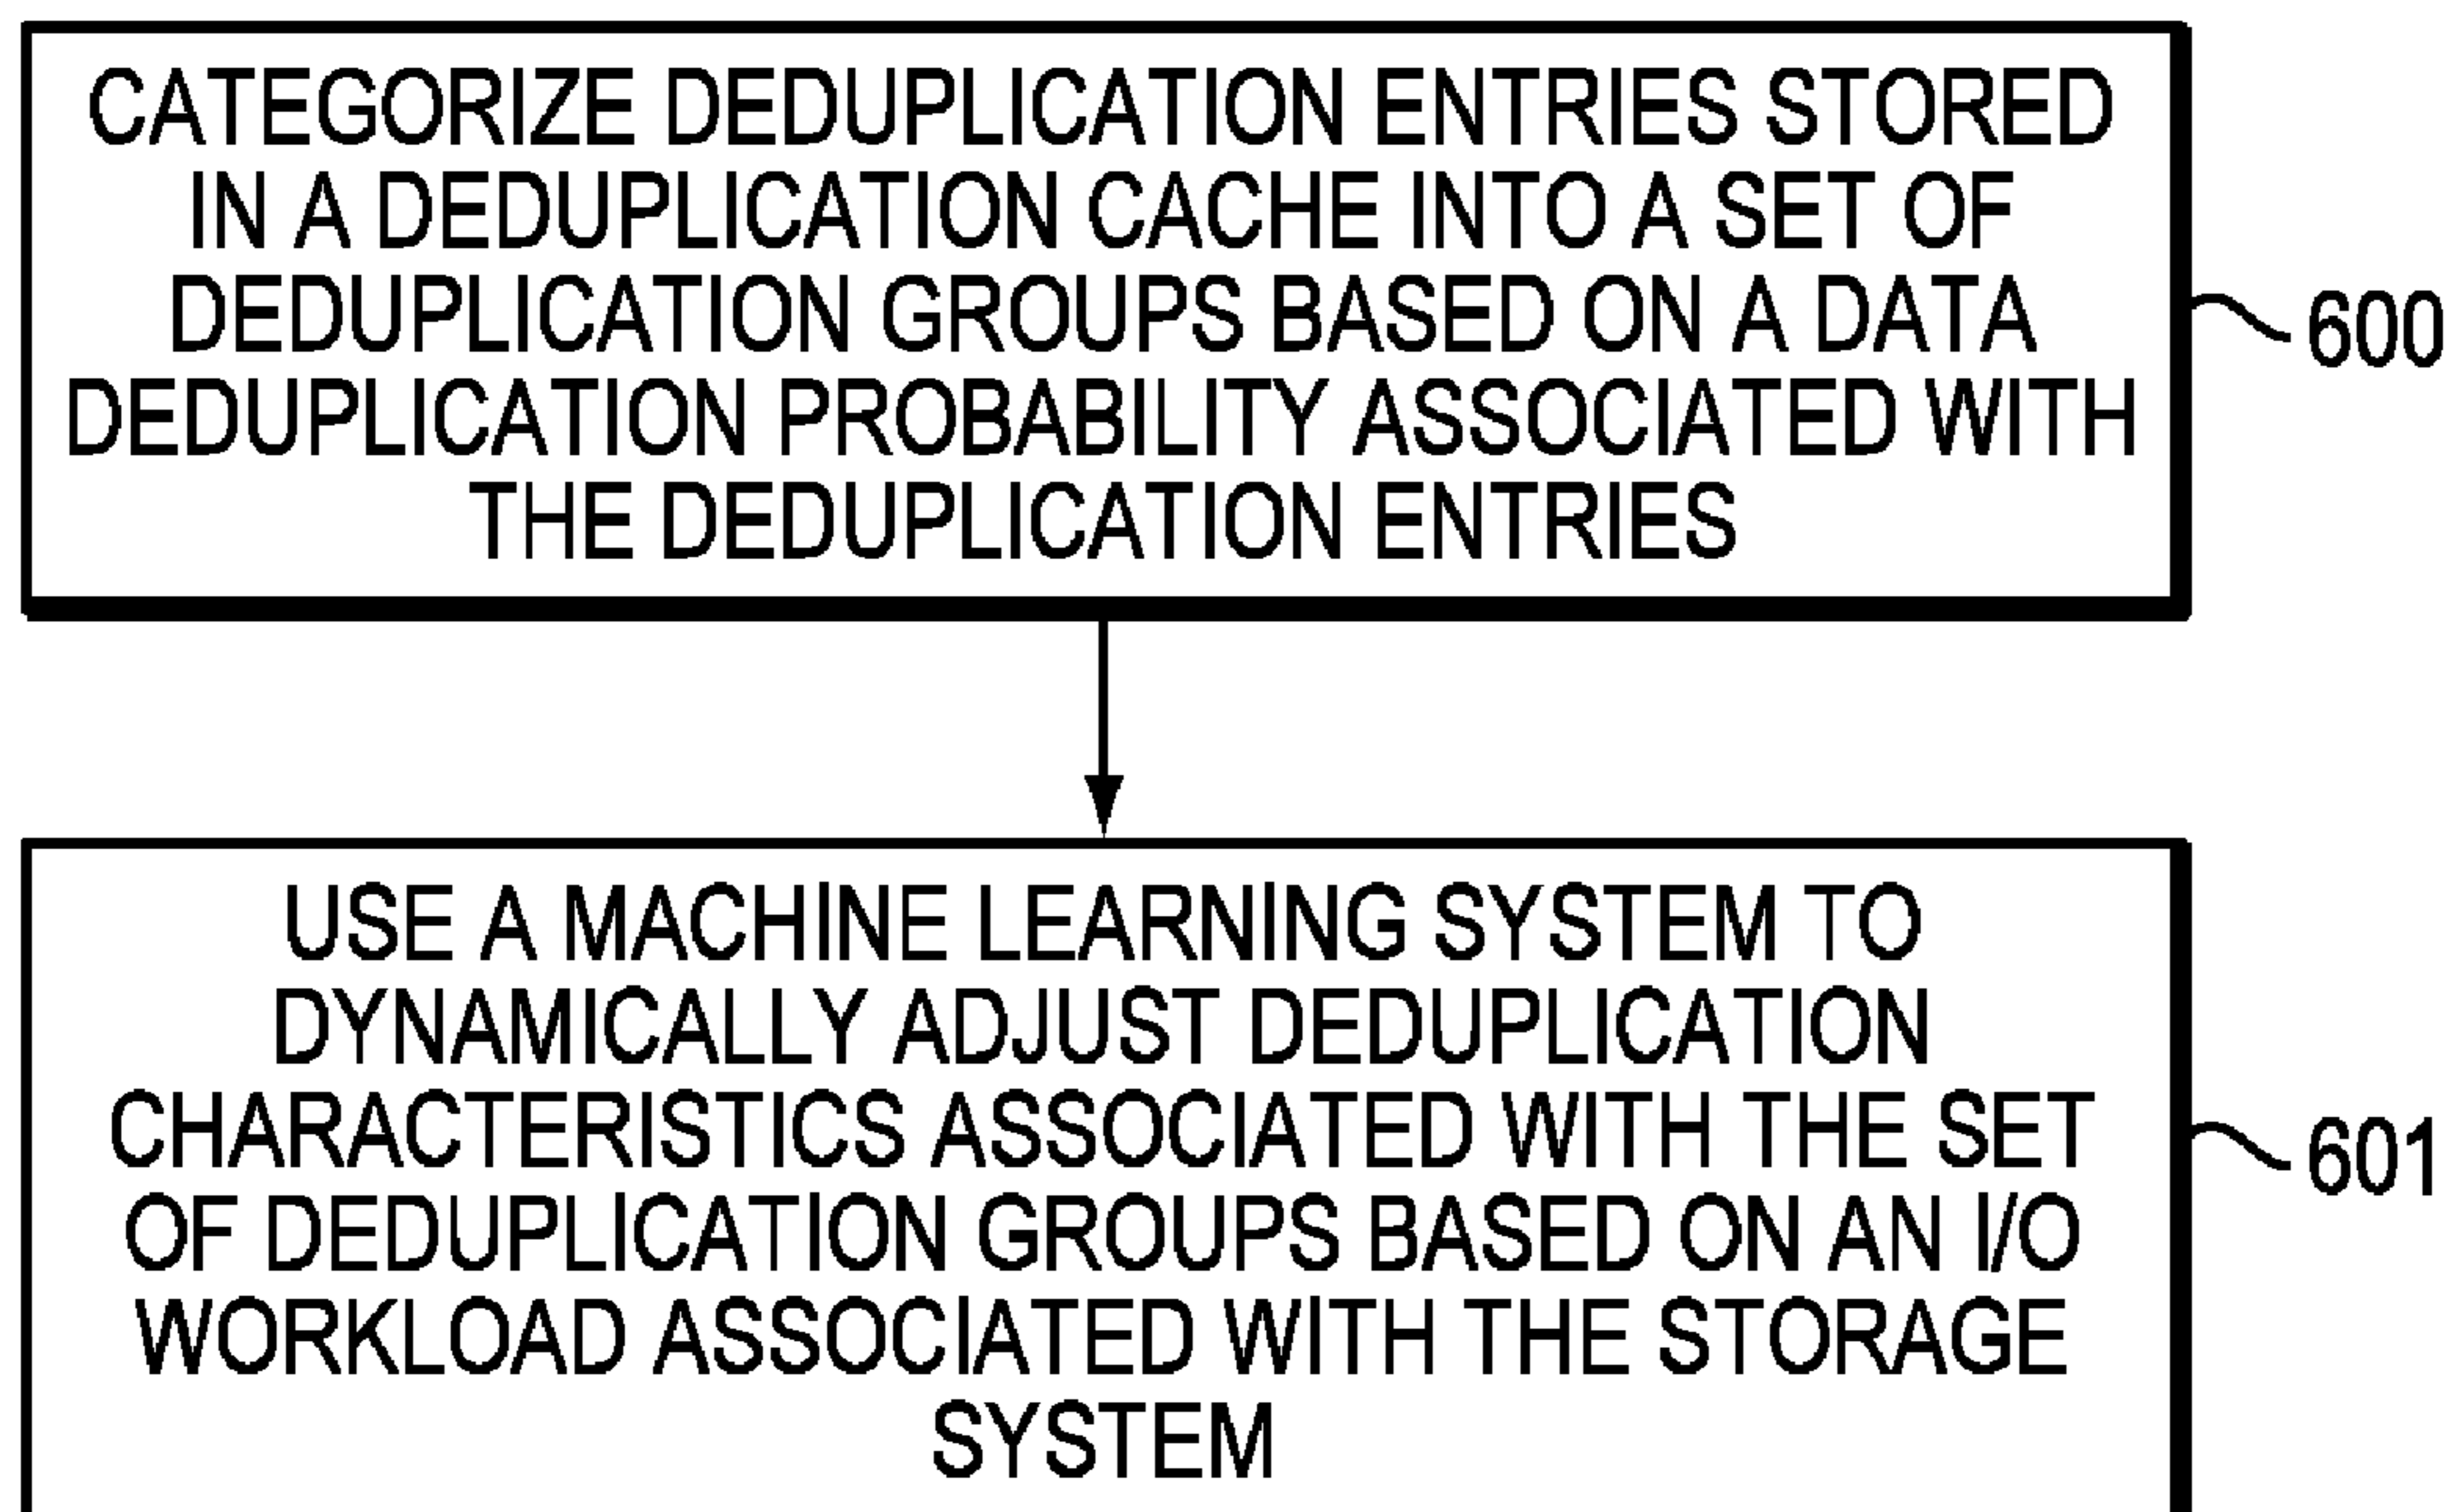 CATEGORIZE DEDUPLICATION ENTRIES STORED
IN A DEDUPLICATION CACHE INTO A SET OF
DEDUPLICATION GROUPS BASED ON A DATA
DEDUPLICATION PROBABILITY ASSOCIATED WITH
THE DEDUPLICATION ENTRIES
600
USE A MACHINE LEARNING SYSTEM TO
DYNAMICALLY ADJUST DEDUPLICATION
CHARACTERISTICS ASSOCIATED WITH THE SET
OF DEDUPLICATION GROUPS BASED ON AN I/O
WORKLOAD ASSOCIATED WITH THE STORAGE
SYSTEM
601